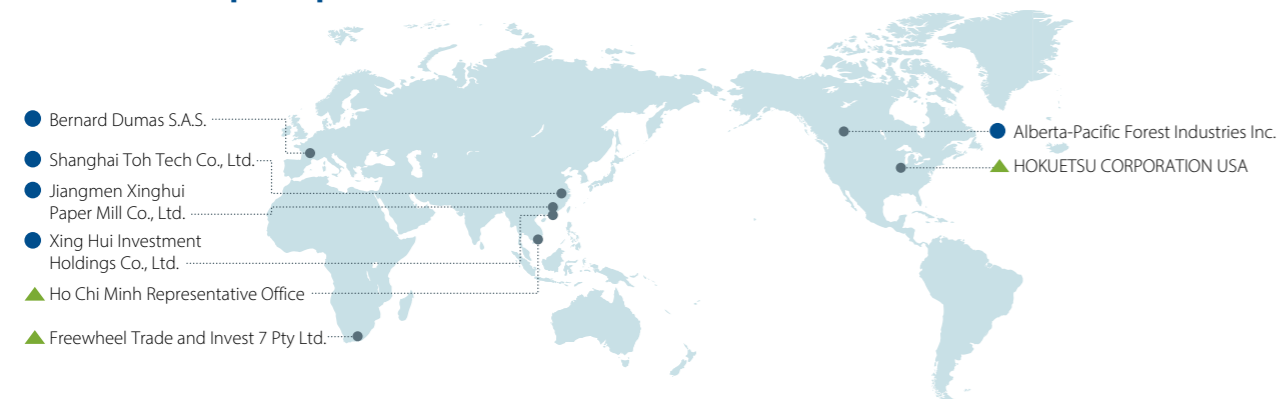 Bernard Dumas S.A.S.
Shanghai Toh Tech Co., Ltd.
Jiangmen Xinghui
Paper Mill Co., Ltd.
Xing Hui Investment
Holdings Co., Ltd.
Ho Chi Minh Representative Office
Freewheel Trade and Invest 7 Pty Ltd.
Alberta-Pacific Forest Industries Inc.
HOKUETSU CORPORATION USA